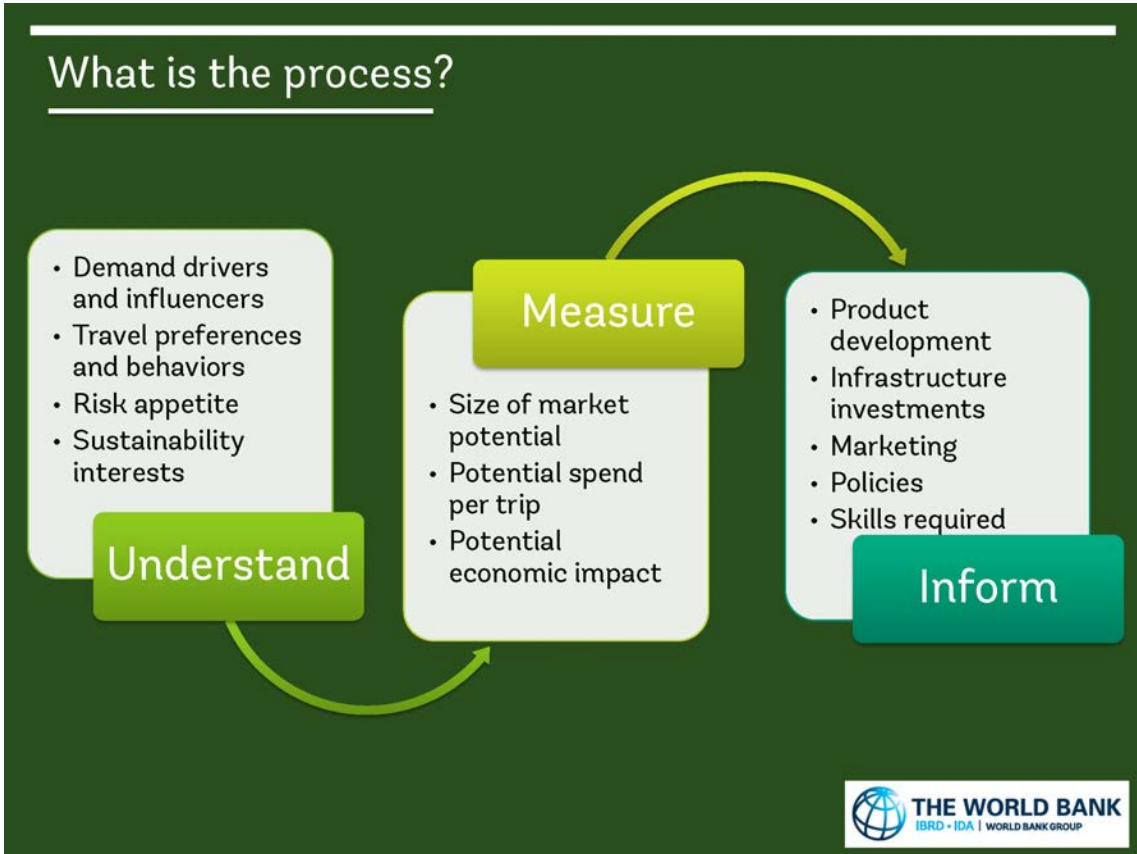 What is the process?
• Demand drivers
and influencers
• Travel preferences
and behaviors
• Risk appetite
• Sustainability
interests
Understand
Measure
• Size of market
potential
• Potential spend
per trip
• Potential
economic impact
• Product
development
• Infrastructure
investments
• Marketing
• Policies
• Skills required
Inform
THE WORLD BANK
IBRD • IDA | WORLD BANK GROUP